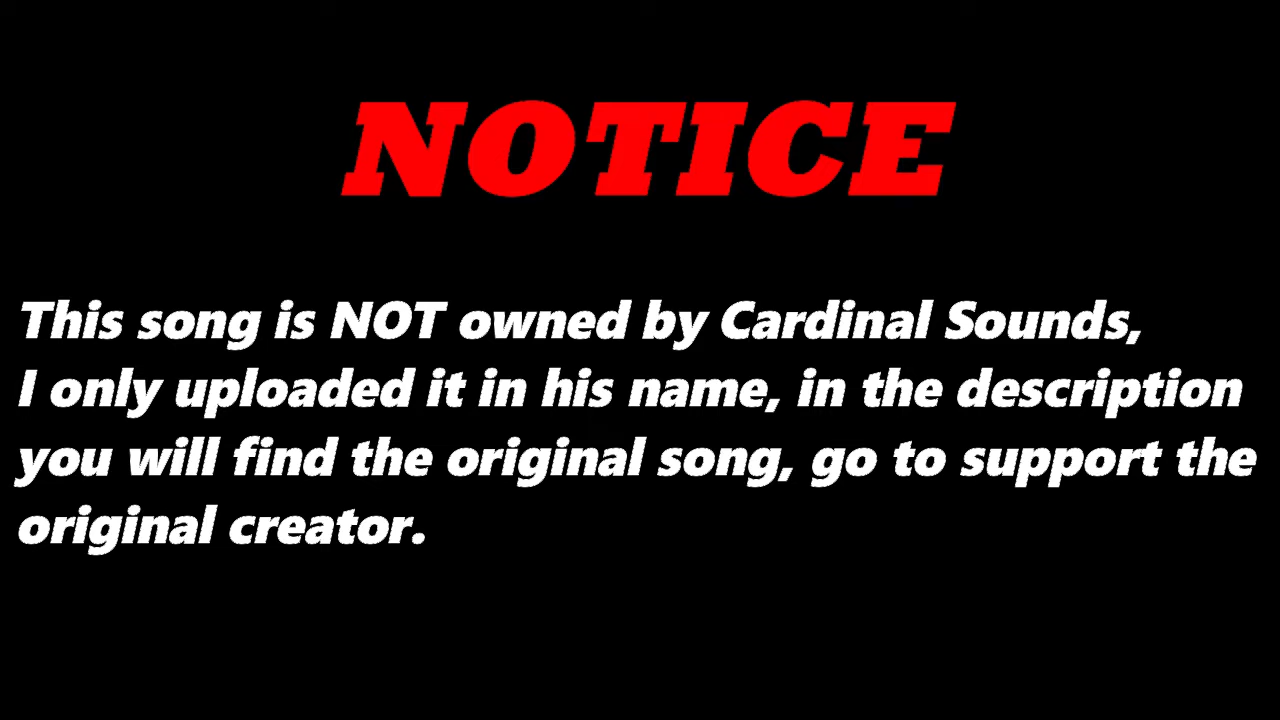 NOTICE
This song is NOT owned by Cardinal Sounds,
I only uploaded it in his name, in the description
you will find the original song, go to support the
original creator.